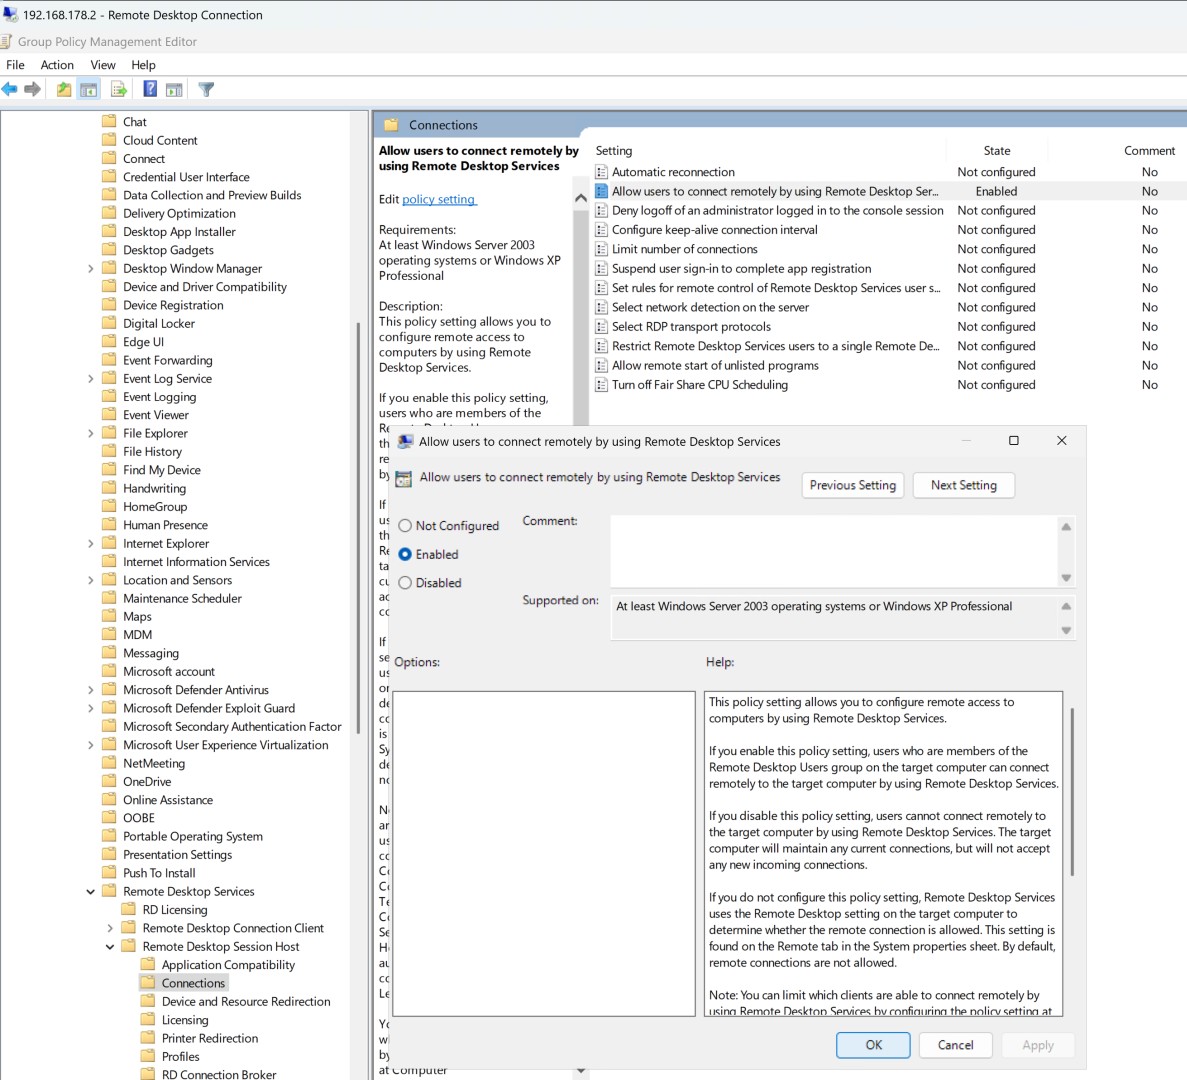 192.168.178.2 - Remote Desktop Connection
Group Policy Management Editor
File Action View Help
Chat
Cloud Content
Connect
Credential User Interface
Data Collection and Preview Builds
Delivery Optimization
Desktop App Installer
Desktop Gadgets
Desktop Window Manager
Device and Driver Compatibility
Device Registration
Digital Locker
Edge UI
Event Forwarding
Event Log Service
Event Logging
Event Viewer
File Explorer
File History
Find My Device
Handwriting
HomeGroup
Human Presence
Internet Explorer
Internet Information Services
Location and Sensors
Maintenance Scheduler
Maps
MDM
Messaging
Microsoft account
Microsoft Defender Antivirus
Microsoft Defender Exploit Guard
Microsoft Secondary Authentication Factor
Microsoft User Experience Virtualization
NetMeeting
OneDrive
Online Assistance
OOBE
Portable Operating System
Presentation Settings
Push To Install
Remote Desktop Services
RD Licensing
Remote Desktop Connection Client
Remote Desktop Session Host
Application Compatibility
Connections
Device and Resource Redirection
Licensing
Printer Redirection
Profiles
RD Connection Broker
Connections
Allow users to connect remotely by
using Remote Desktop Services
Edit policy setting
Requirements:
At least Windows Server 2003
operating systems or Windows XP
Professional
Description:
This policy setting allows you to
configure remote access to
computers by using Remote
Desktop Services.
If you enable this policy setting,
users who are members of the
at Computer
Setting State Comment
Automatic reconnection Not configured No
Allow users to connect remotely by using Remote Desktop Ser... Enabled No
Deny logoff of an administrator logged in to the console session Not configured No
Configure keep-alive connection interval Not configured No
Limit number of connections Not configured No
Suspend user sign-in to complete app registration Not configured No
Set rules for remote control of Remote Desktop Services user s... Not configured No
Select network detection on the server Not configured No
Select RDP transport protocols Not configured No
Restrict Remote Desktop Services users to a single Remote De... Not configured No
Allow remote start of unlisted programs Not configured No
Turn off Fair Share CPU Scheduling Not configured No
Allow users to connect remotely by using Remote Desktop Services
Allow users to connect remotely by using Remote Desktop Services
Previous Setting Next Setting
Not Configured
Enabled
Disabled
Comment:
Supported on:
At least Windows Server 2003 operating systems or Windows XP Professional
Options:
Help:
This policy setting allows you to configure remote access to
computers by using Remote Desktop Services.
If you enable this policy setting, users who are members of the
Remote Desktop Users group on the target computer can connect
remotely to the target computer by using Remote Desktop Services.
If you disable this policy setting, users cannot connect remotely to
the target computer by using Remote Desktop Services. The target
computer will maintain any current connections, but will not accept
any new incoming connections.
If you do not configure this policy setting, Remote Desktop Services
uses the Remote Desktop setting on the target computer to
determine whether the remote connection is allowed. This setting is
found on the Remote tab in the System properties sheet. By default,
remote connections are not allowed.
Note: You can limit which clients are able to connect remotely by
using Remote Desktop Services by configuring the policy setting at
OK Cancel Apply